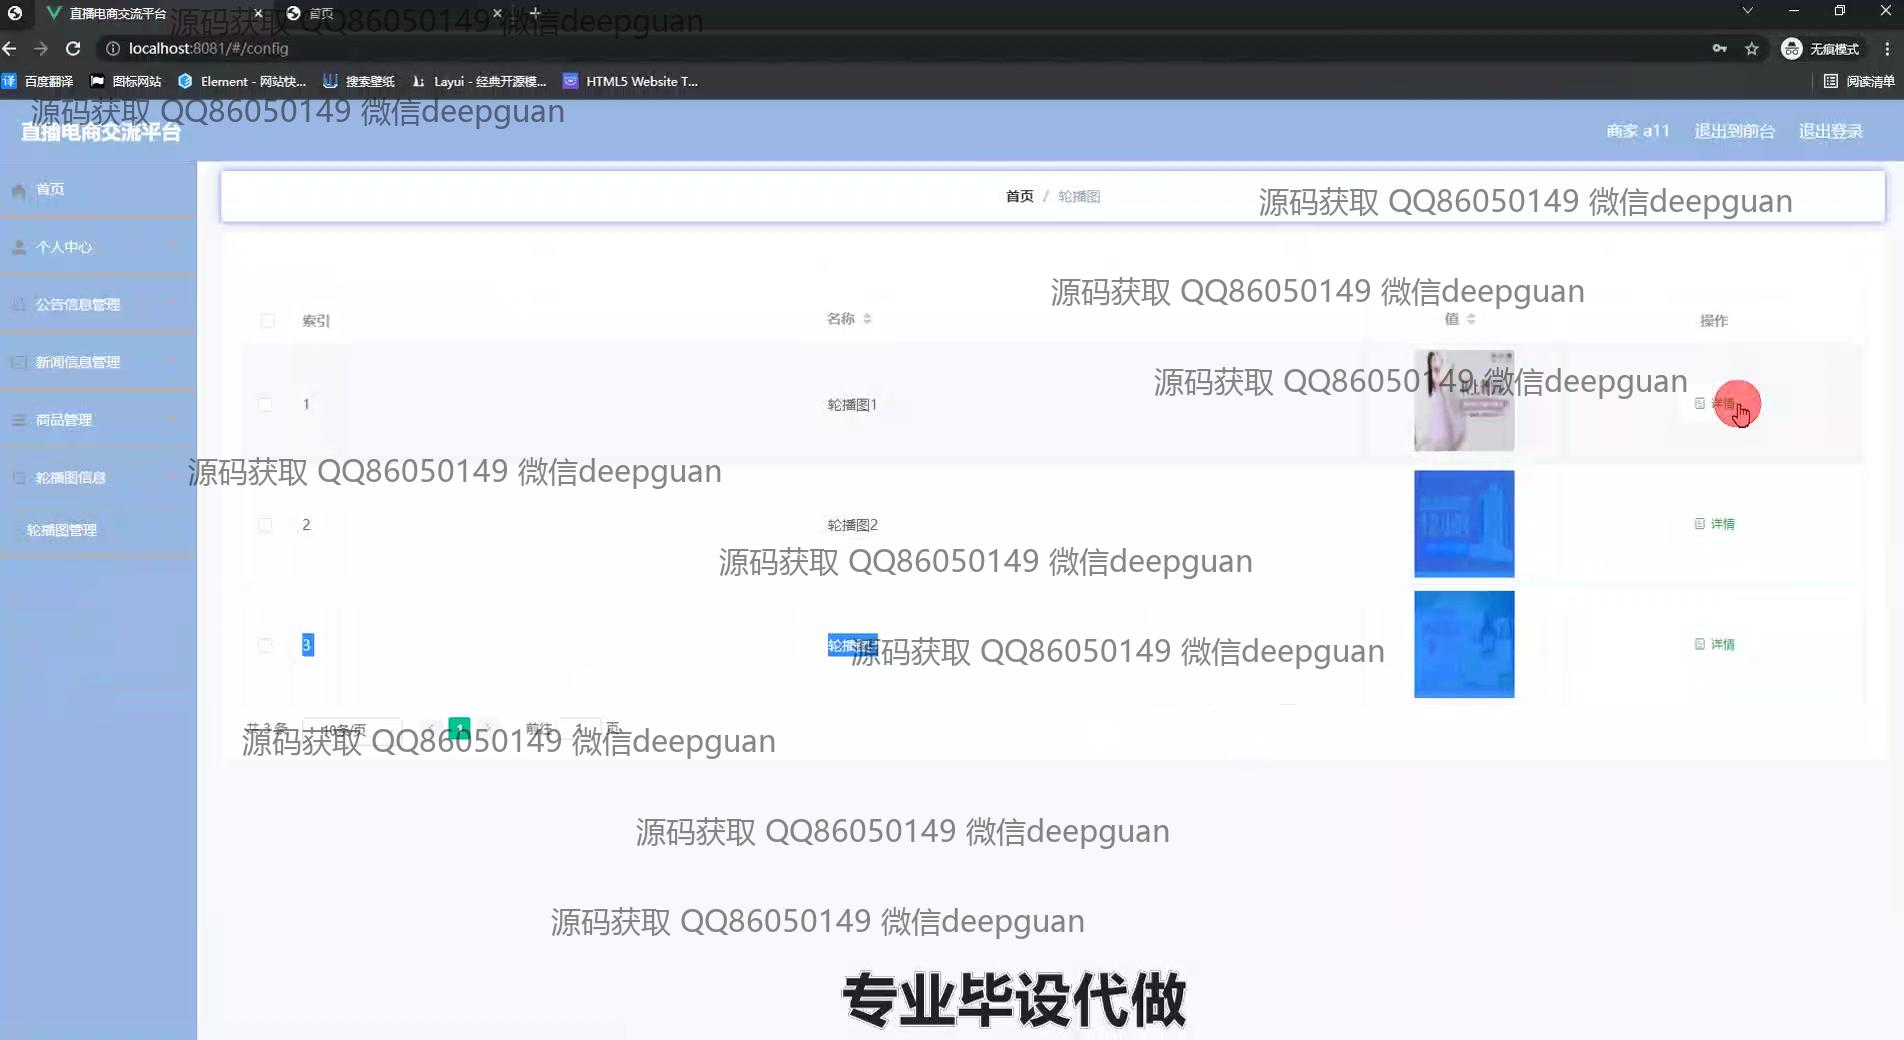 直播电商交流平台
首页
localhost:8081/#/config
无痕模式
百度翻译
图标网站
Element - 网站快...
搜索壁纸
Layui - 经典开源模...
HTML5 Website T...
阅读清单
源码获取 QQ86050149 微信deepguan
源码获取 QQ86050149 微信deepguan
直播电商交流平台
商家 a11
退出到前台
退出登录
首页
个人中心
公告信息管理
新闻信息管理
商品管理
轮播图信息
轮播图管理
首页 / 轮播图
源码获取 QQ86050149 微信deepguan
源码获取 QQ86050149 微信deepguan
索引
名称
值
操作
源码获取 QQ86050149 微信deepguan
1
轮播图1
详情
源码获取 QQ86050149 微信deepguan
2
轮播图2
详情
源码获取 QQ86050149 微信deepguan
3
轮播图
详情
源码获取 QQ86050149 微信deepguan
共 3 条
10条/页
1
前往
1
页
源码获取 QQ86050149 微信deepguan
源码获取 QQ86050149 微信deepguan
源码获取 QQ86050149 微信deepguan
专业毕设代做